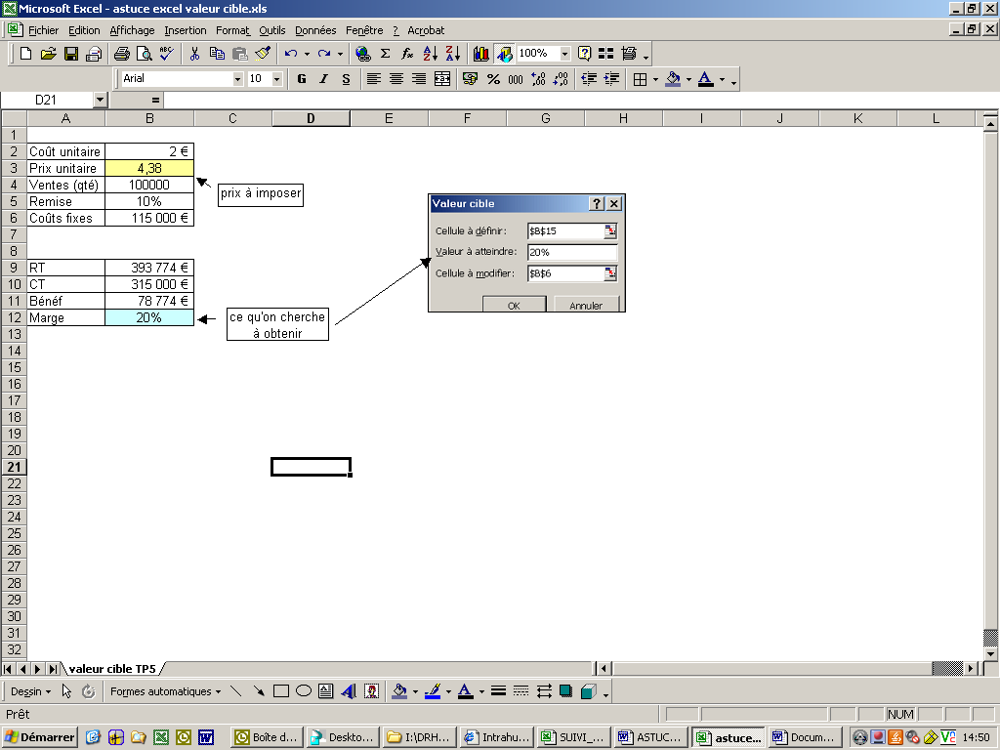 Microsoft Excel - astuce excel valeur cible.xls
Fichier Edition Affichage Insertion Format Outils Données Fenêtre ? Acrobat
100%
Arial 10 G I S % 000
D21 =
A B C D E F G H I J K L
1
2 Coût unitaire 2 €
3 Prix unitaire 4,38
4 Ventes (qté) 100000
5 Remise 10%
6 Coûts fixes 115 000 €
prix à imposer
7
8
9 RT 393 774 €
10 CT 315 000 €
11 Bénéf 78 774 €
12 Marge 20%
ce qu'on cherche
à obtenir
Valeur cible
Cellule à définir: $B$15
Valeur à atteindre: 20%
Cellule à modifier: $B$6
OK Annuler
13
14
15
16
17
18
19
20
21
22
23
24
25
26
27
28
29
30
31
32
valeur cible TP5
Dessin Formes automatiques
Prêt NUM
Démarrer Boîte d... Deskto... I:\DRH... Intrahu... SUIVI_... ASTUC... astuce... Docum... 14:50